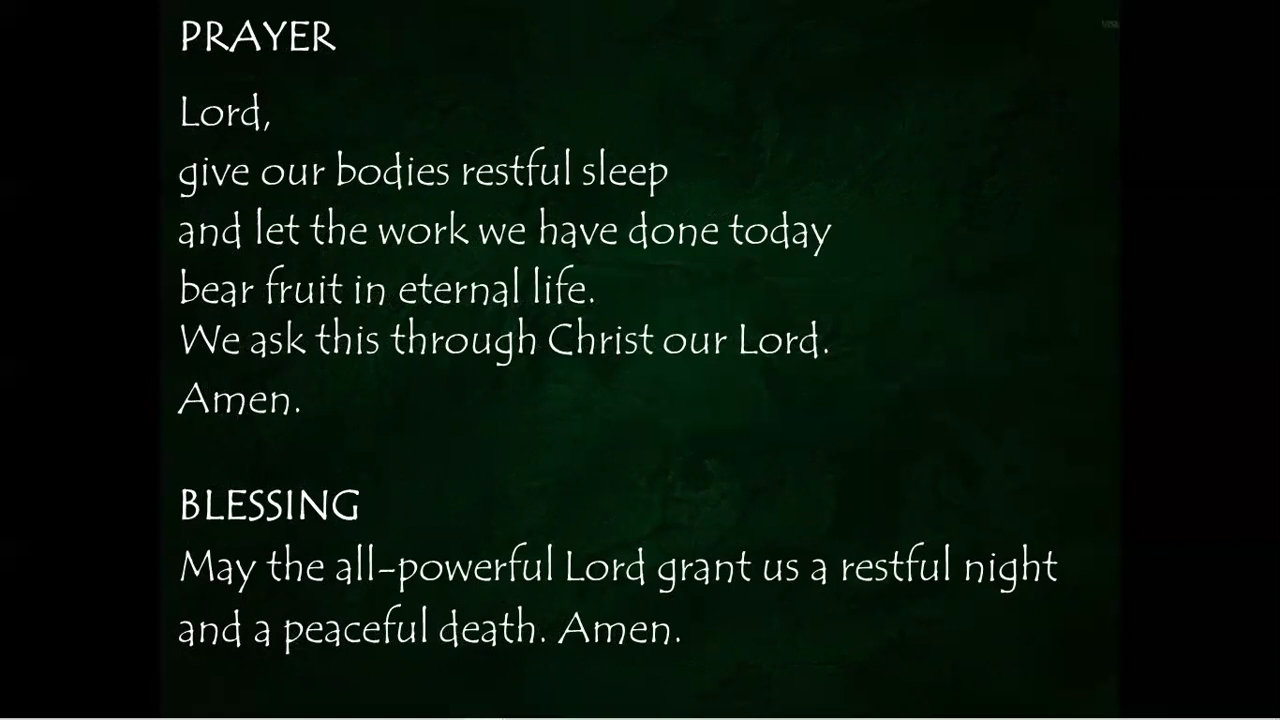 PRAYER
Lord,
give our bodies restful sleep
and let the work we have done today
bear fruit in eternal life.
We ask this through Christ our Lord.
Amen.
BLESSING
May the all-powerful Lord grant us a restful night
and a peaceful death. Amen.